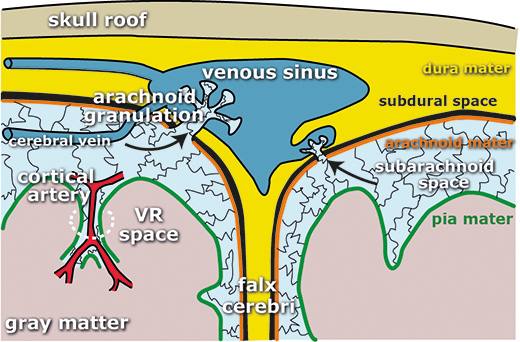 skull roof
venous sinus
dura mater
arachnoid
granulation
subdural space
cerebral vein
arachnoid mater
subarachnoid
space
cortical
artery
VR
space
pia mater
falx
cerebri
gray matter